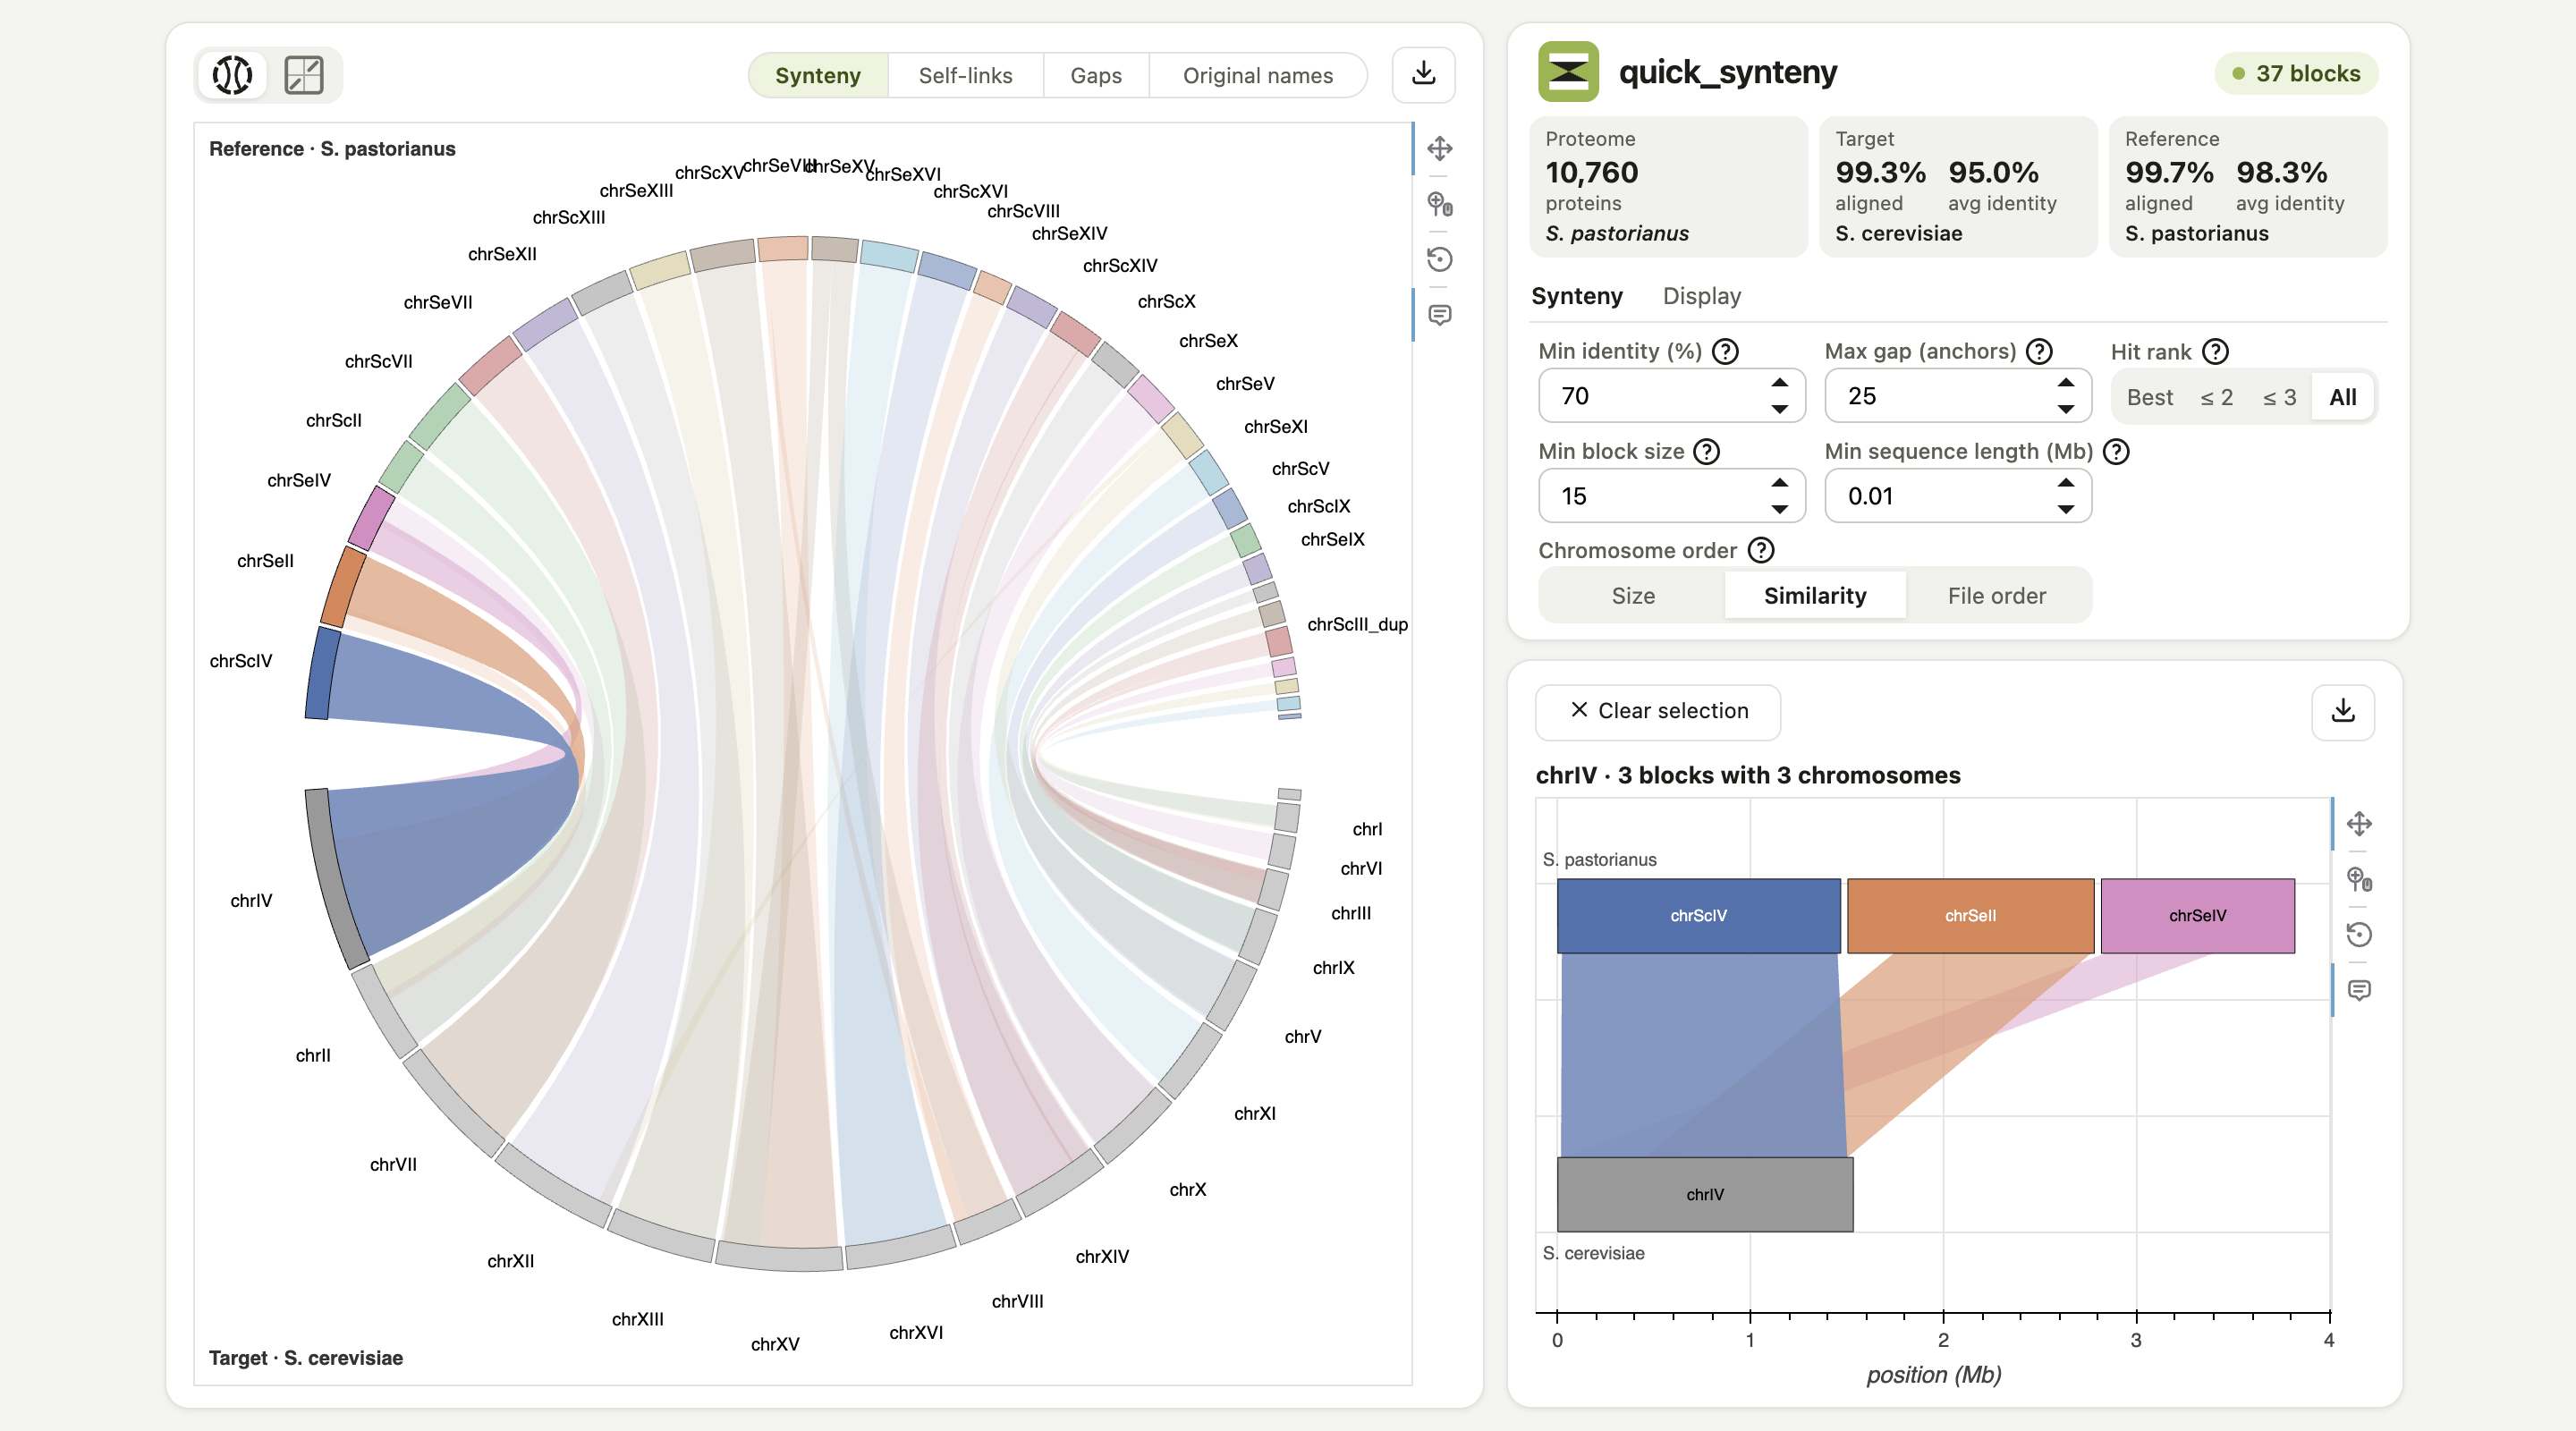 Synteny
Self-links
Gaps
Original names
Reference · S. pastorianus
chrSeVIII
chrSeXV
chrScXV
chrSeXVI
chrSeXIII
chrScXVI
chrScVIII
chrScXIII
chrSeXIV
chrSeXII
chrScXIV
chrSeVII
chrScX
chrScVII
chrSeX
chrScII
chrSeV
chrSeXI
chrSeIV
chrScV
chrScIX
chrSeII
chrSeIX
chrScIII_dup
chrScIV
chrIV
chrI
chrVI
chrIII
chrIX
chrII
chrV
chrXI
chrVII
chrX
chrXII
chrXIV
chrXIII
chrVIII
chrXV
chrXVI
Target · S. cerevisiae
quick_synteny
37 blocks
Proteome
10,760
proteins
S. pastorianus
Target
99.3% 95.0%
aligned avg identity
S. cerevisiae
Reference
99.7% 98.3%
aligned avg identity
S. pastorianus
Synteny Display
Min identity (%) ?
70
Max gap (anchors) ?
25
Hit rank ?
Best ≤ 2 ≤ 3 All
Min block size ?
15
Min sequence length (Mb) ?
0.01
Chromosome order ?
Size Similarity File order
× Clear selection
chrIV · 3 blocks with 3 chromosomes
S. pastorianus
chrScIV chrSeII chrSeIV
chrIV
S. cerevisiae
0 1 2 3 4
position (Mb)